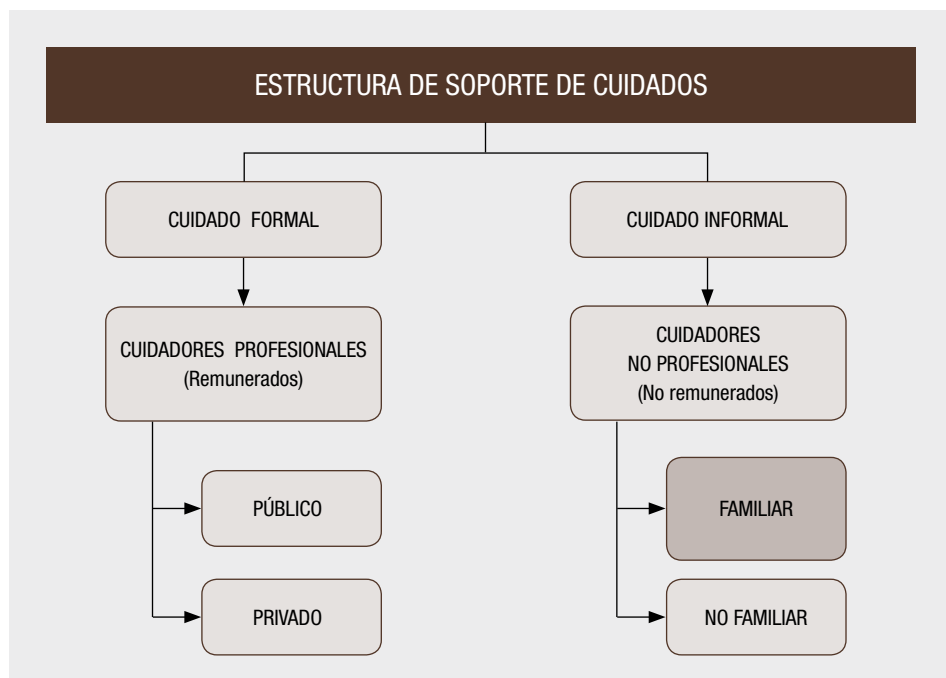 ESTRUCTURA DE SOPORTE DE CUIDADOS
CUIDADO FORMAL
CUIDADO INFORMAL
CUIDADORES PROFESIONALES
(Remunerados)
CUIDADORES
NO PROFESIONALES
(No remunerados)
PÚBLICO
FAMILIAR
PRIVADO
NO FAMILIAR